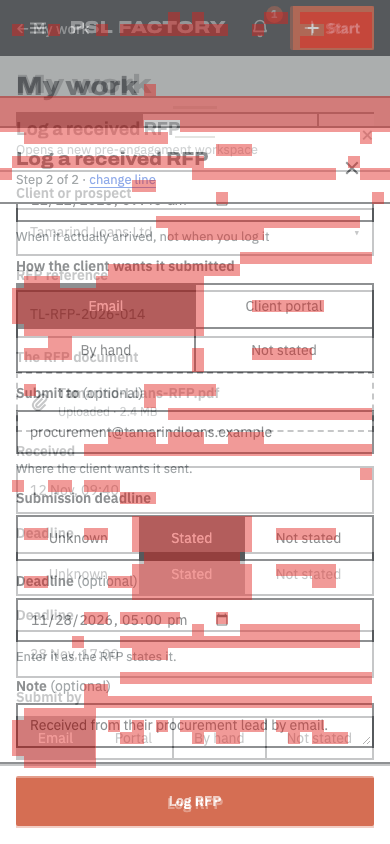 ← My work
PSL FACTORY
1
+ Start
My work
Log a received RFP
×
Opens a new pre-engagement workspace
Log a received RFP
×
Step 2 of 2 · change line
Client or prospect
Tamarind Loans Ltd
When it actually arrived, not when you log it
How the client wants it submitted
RFP reference
Email
Client portal
TL-RFP-2026-014
By hand
Not stated
The RFP document
Submit to (optional)
Uploaded · 2.4 MB
procurement@tamarindloans.example
Received
Where the client wants it sent.
12 Nov, 09:40
Submission deadline
Deadline
Unknown
Stated
Not stated
Unknown
Stated
Not stated
Deadline (optional)
Deadline
11/28/2026, 05:00 pm
Enter it as the RFP states it.
Note (optional)
Submit by
Received from their procurement lead by email.
Email
Portal
By hand
Not stated
Log RFP
Log RFP